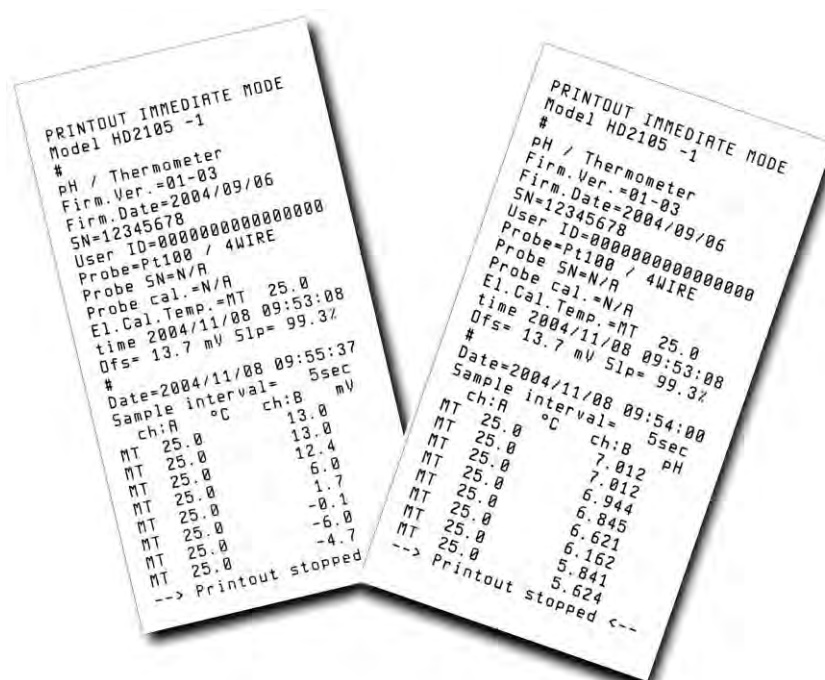 PRINTOUT IMMEDIATE MODE
Model HD2105 -1
#
pH / Thermometer
Firm.Ver.=01-03
Firm.Date=2004/09/06
SN=12345678
User ID=0000000000000000
Probe=Pt100 / 4WIRE
Probe SN=N/A
Probe cal.=N/A
El.Cal.Temp.=MT 25.0
time 2004/11/08 09:53:08
Ofs= 13.7 mV Slp= 99.3%
#
Date=2004/11/08 09:55:37
Sample interval= 5sec
ch:A °C ch:B mV
MT 25.0 13.0
MT 25.0 13.0
MT 25.0 12.4
MT 25.0 6.0
MT 25.0 1.7
MT 25.0 -0.1
MT 25.0 -6.0
MT 25.0 -4.7
--> Printout stopped
PRINTOUT IMMEDIATE MODE
Model HD2105 -1
#
pH / Thermometer
Firm.Ver.=01-03
Firm.Date=2004/09/06
SN=12345678
User ID=0000000000000000
Probe=Pt100 / 4WIRE
Probe SN=N/A
Probe cal.=N/A
El.Cal.Temp.=MT 25.0
time 2004/11/08 09:53:08
Ofs= 13.7 mV Slp= 99.3%
#
Date=2004/11/08 09:54:00
Sample interval= 5sec
ch:A °C ch:B pH
MT 25.0 7.012
MT 25.0 7.012
MT 25.0 6.944
MT 25.0 6.845
MT 25.0 6.621
MT 25.0 6.162
MT 25.0 5.841
MT 25.0 5.624
--> Printout stopped <--